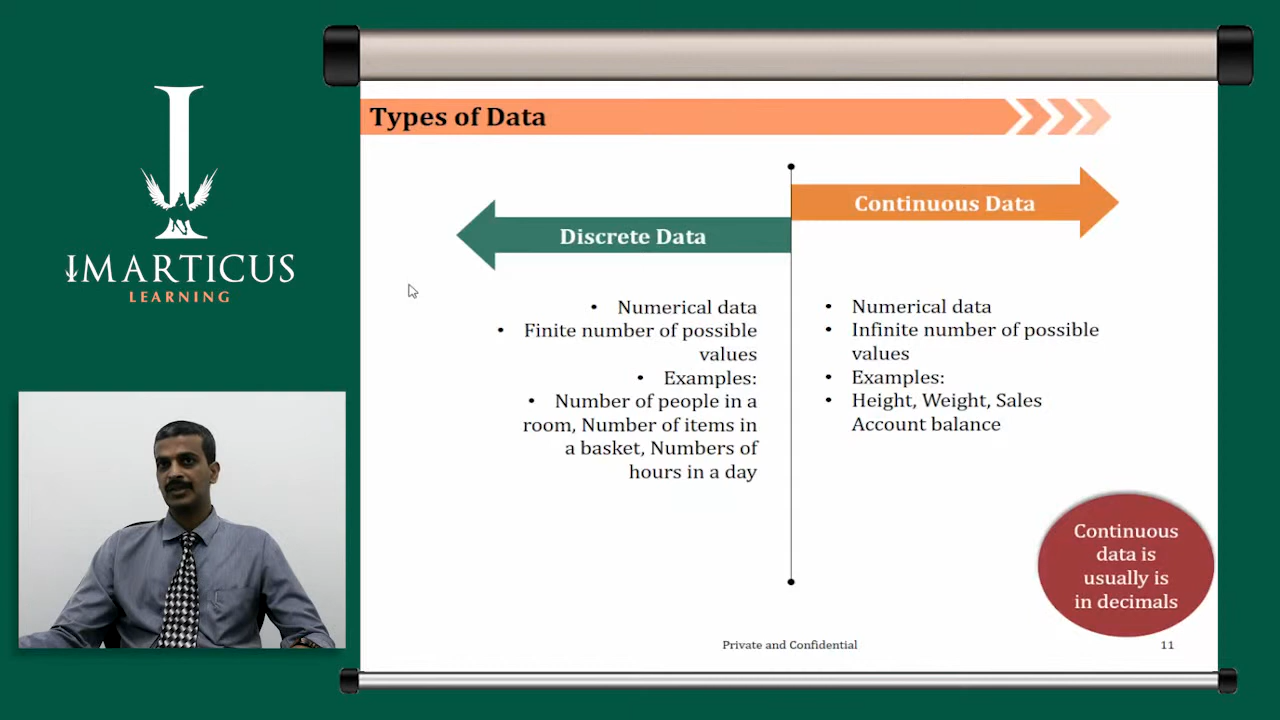 IMARTICUS
LEARNING
Types of Data
Discrete Data
• Numerical data
• Finite number of possible
values
• Examples:
• Number of people in a
room, Number of items in
a basket, Numbers of
hours in a day
Continuous Data
• Numerical data
• Infinite number of possible
values
• Examples:
• Height, Weight, Sales
Account balance
Continuous
data is
usually is
in decimals
Private and Confidential
11